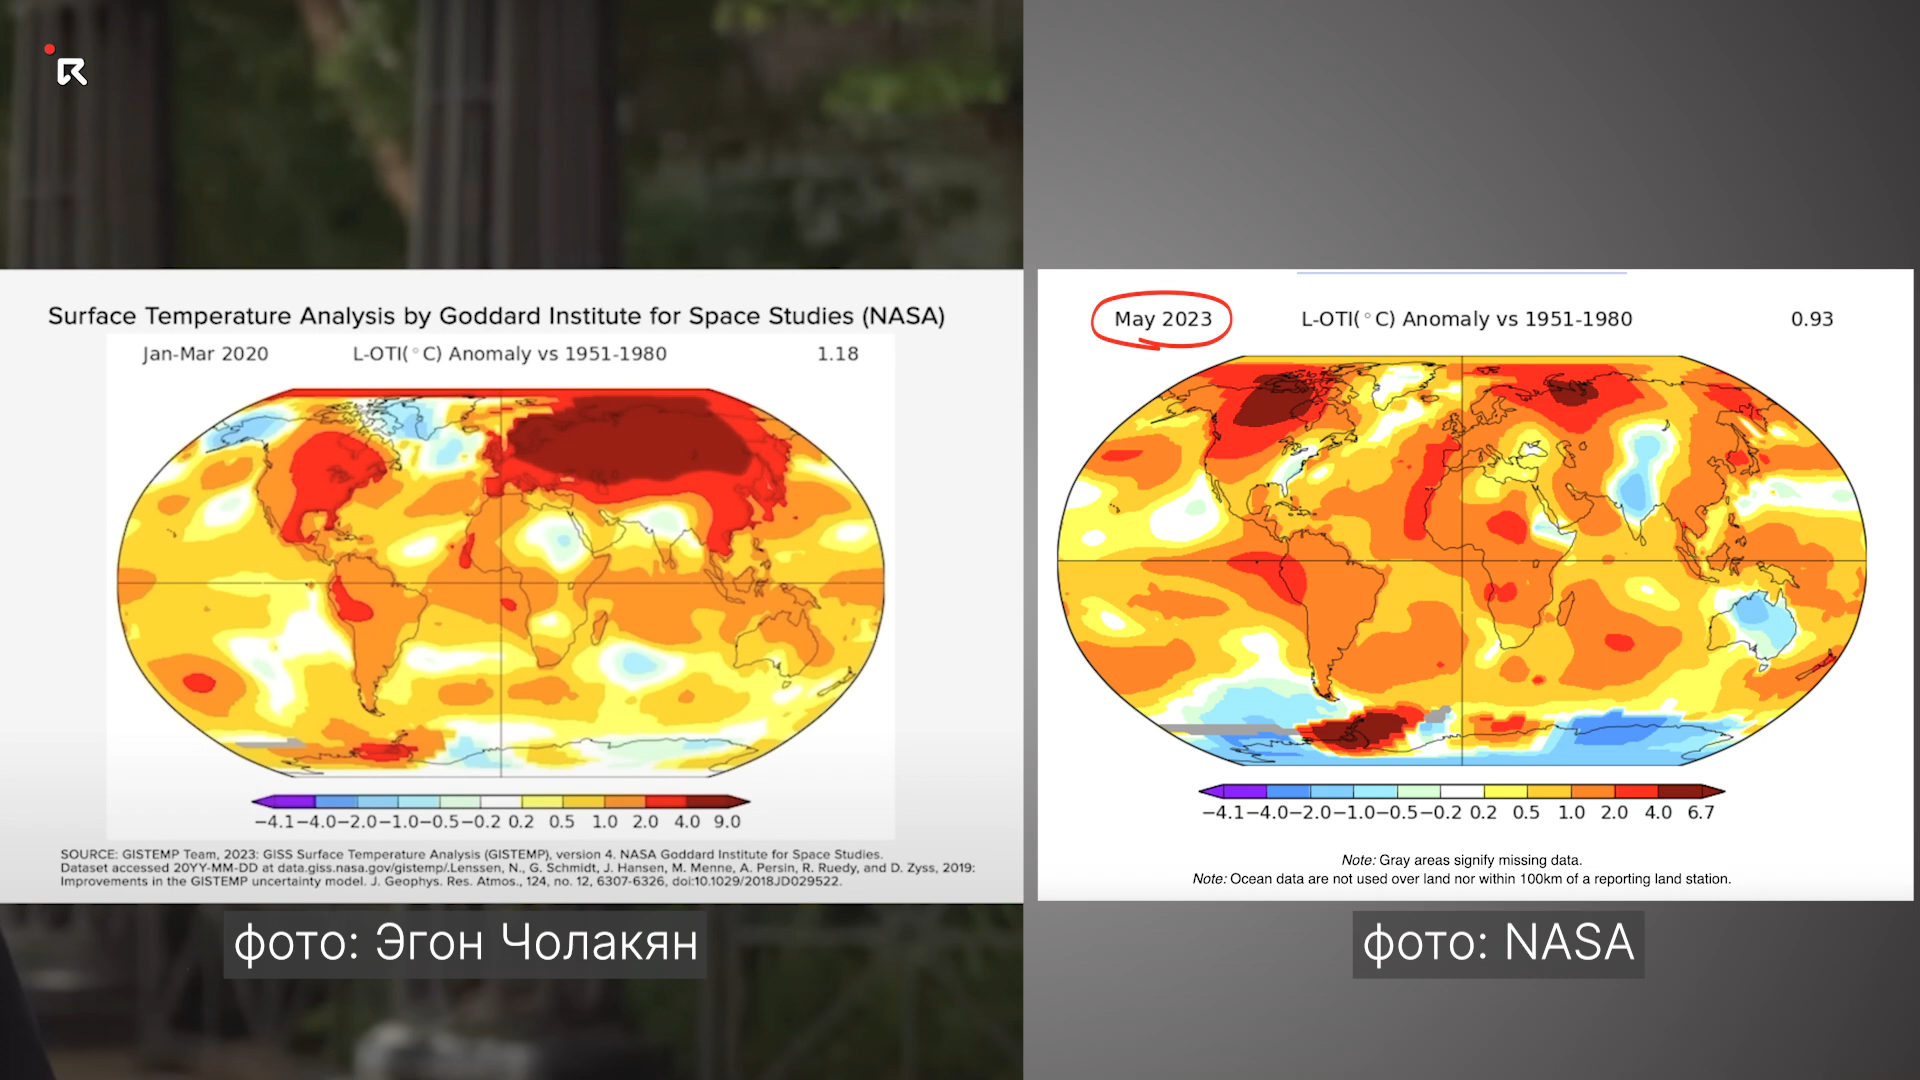 Surface Temperature Analysis by Goddard Institute for Space Studies (NASA)
Jan-Mar 2020 L-OTI(°C) Anomaly vs 1951-1980 1.18
−4.1 −4.0 −2.0 −1.0 −0.5 −0.2 0.2 0.5 1.0 2.0 4.0 9.0
SOURCE: GISTEMP Team, 2023: GISS Surface Temperature Analysis (GISTEMP), version 4. NASA Goddard Institute for Space Studies.
Dataset accessed 20YY-MM-DD at data.giss.nasa.gov/gistemp/.Lenssen, N., G. Schmidt, J. Hansen, M. Menne, A. Persin, R. Ruedy, and D. Zyss, 2019:
Improvements in the GISTEMP uncertainty model. J. Geophys. Res. Atmos., 124, no. 12, 6307-6326, doi:10.1029/2018JD029522.
фото: Эгон Чолакян
May 2023 L-OTI(°C) Anomaly vs 1951-1980 0.93
−4.1 −4.0 −2.0 −1.0 −0.5 −0.2 0.2 0.5 1.0 2.0 4.0 6.7
Note: Gray areas signify missing data.
Note: Ocean data are not used over land nor within 100km of a reporting land station.
фото: NASA